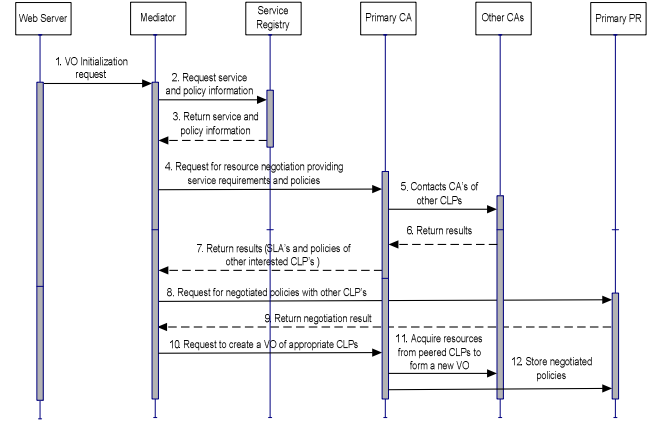 Web Server
Mediator
Service
Registry
Primary CA
Other CAs
Primary PR
1. VO Initialization
request
2. Request service
and policy information
3. Return service and
policy information
4. Request for resource negotiation providing
service requirements and policies
5. Contacts CA's of
other CLPs
6. Return results
7. Return results (SLA's and policies of
other interested CLP's )
8. Request for negotiated policies with other CLP's
9. Return negotiation result
10. Request to create a VO of appropriate CLPs
11. Acquire resources
from peered CLPs to
form a new VO
12. Store negotiated
policies